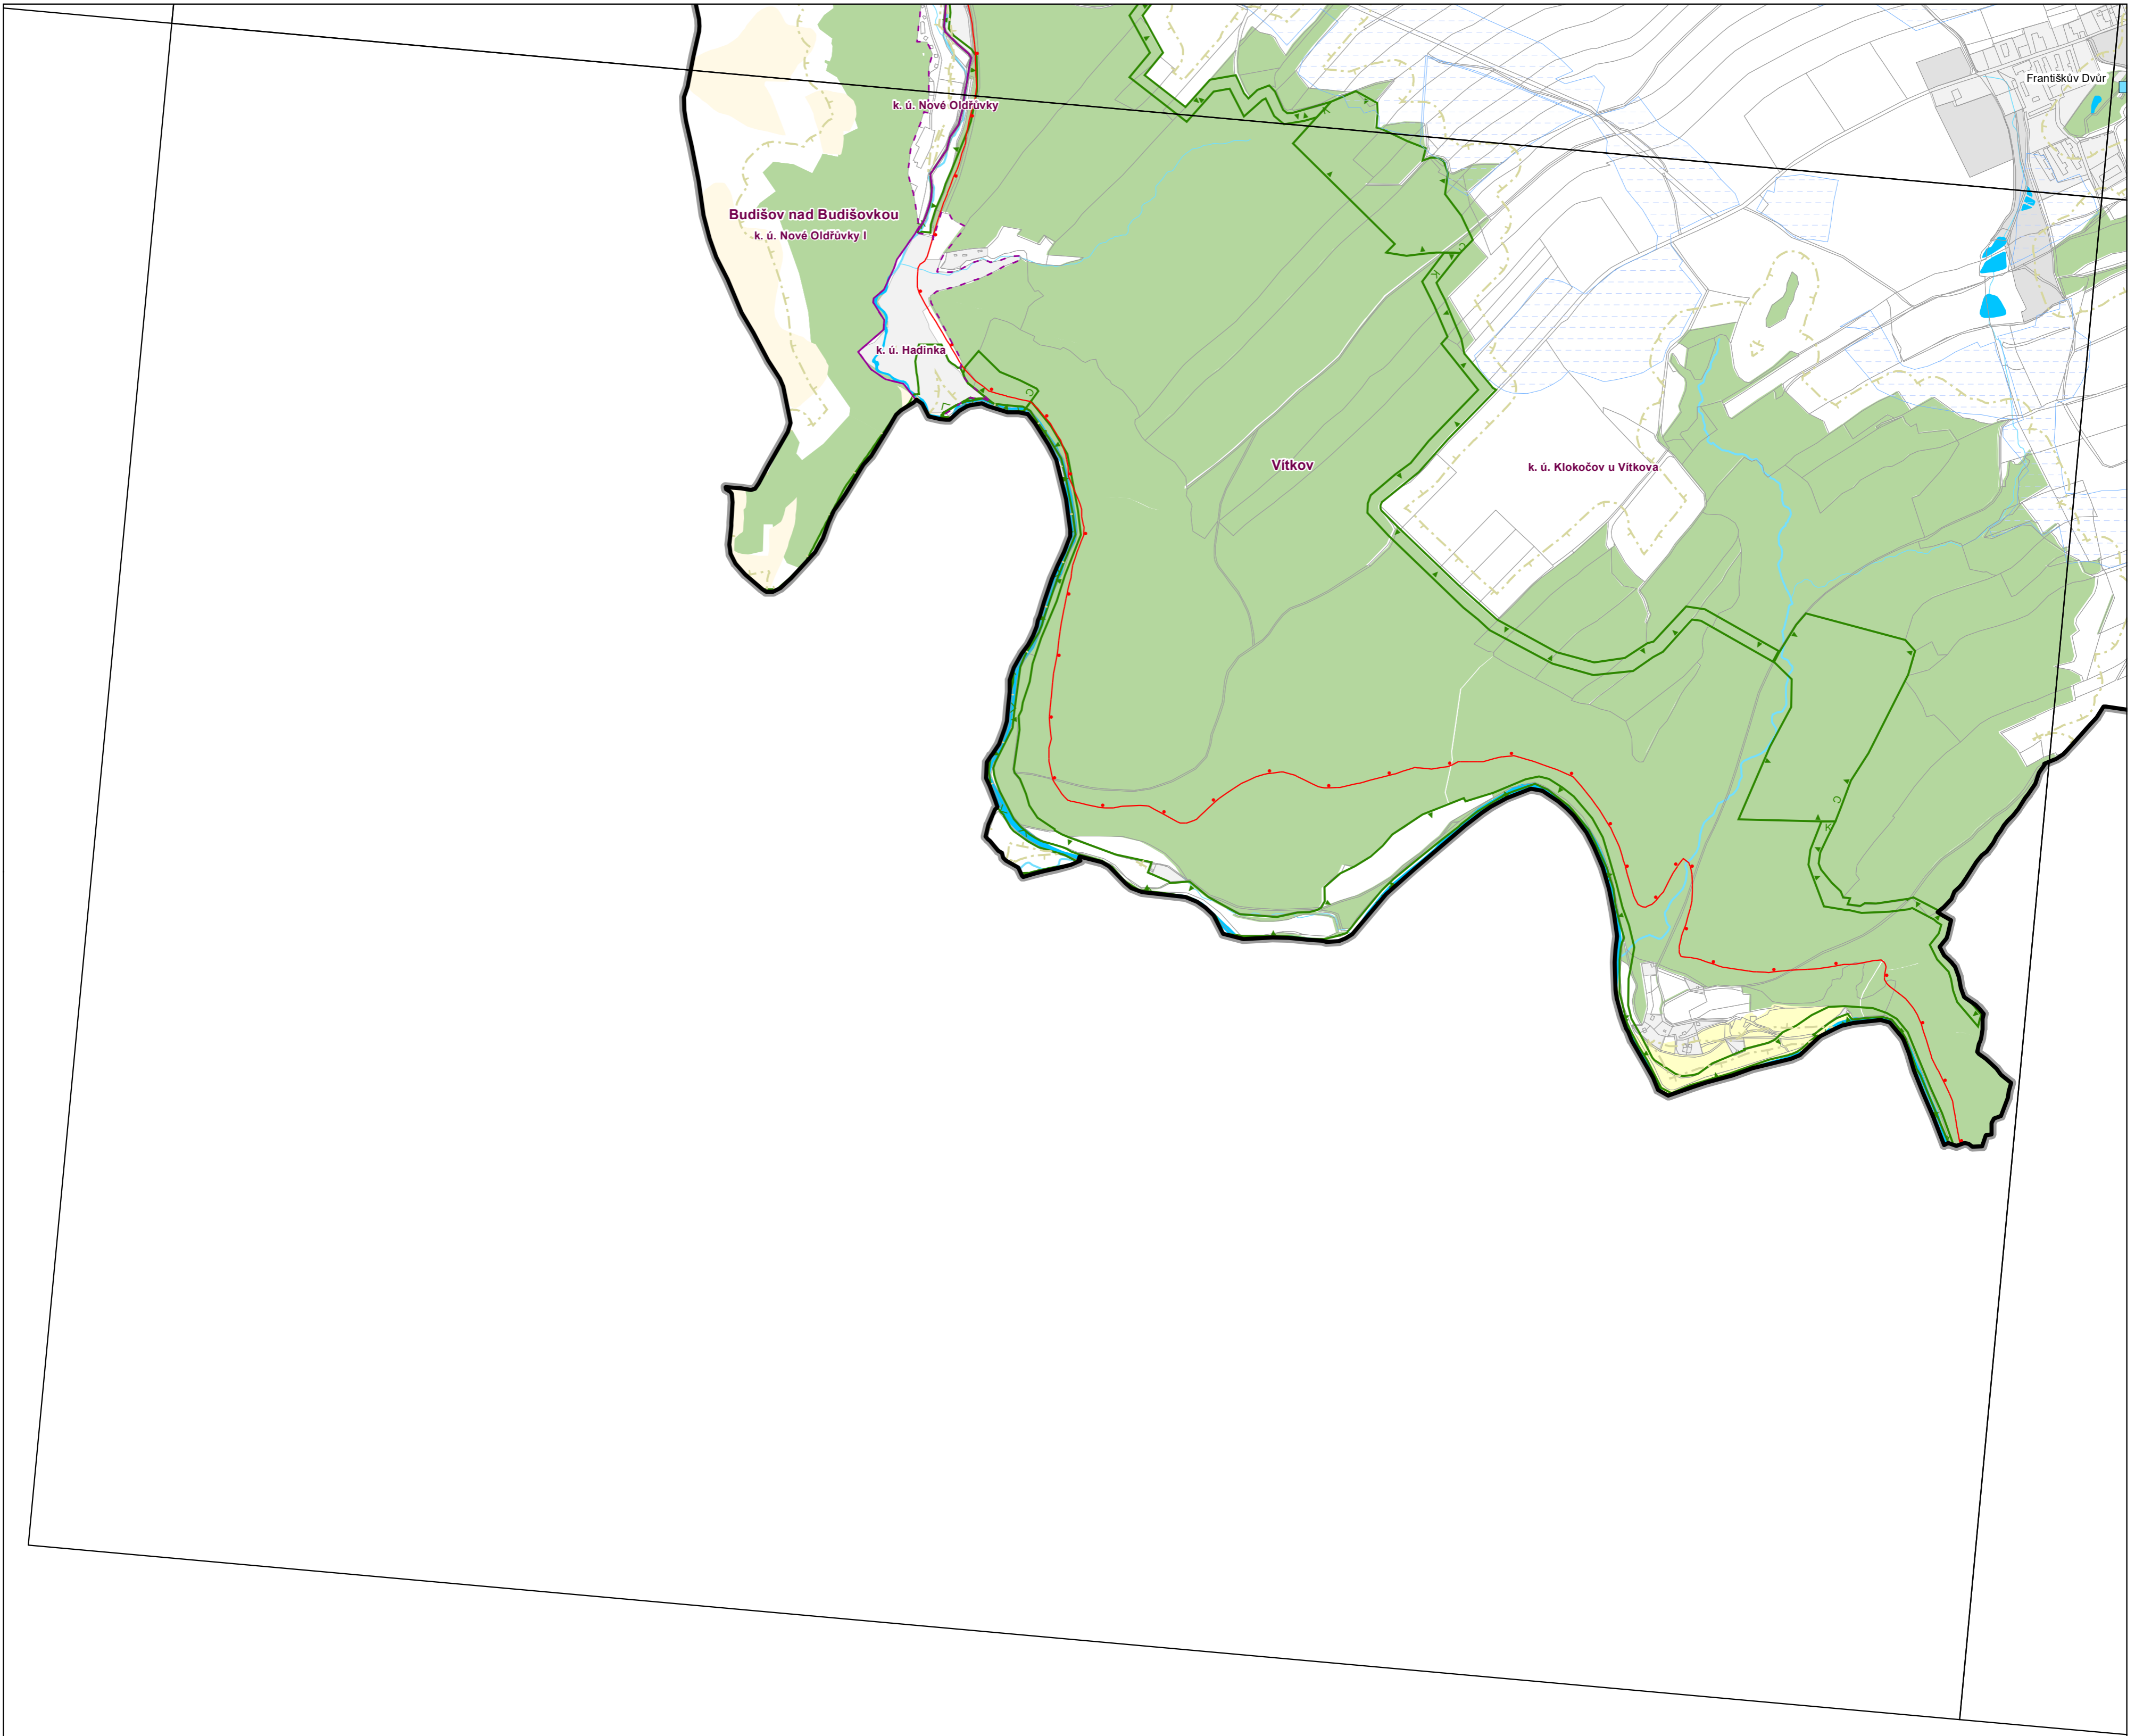 Františkův Dvůr
k. ú. Nové Oldřůvky
K
Budišov nad Budišovkou
k. ú. Nové Oldřůvky I
C
K
k. ú. Hadinka
C
Vítkov
k. ú. Klokočov u Vítkova
C
K